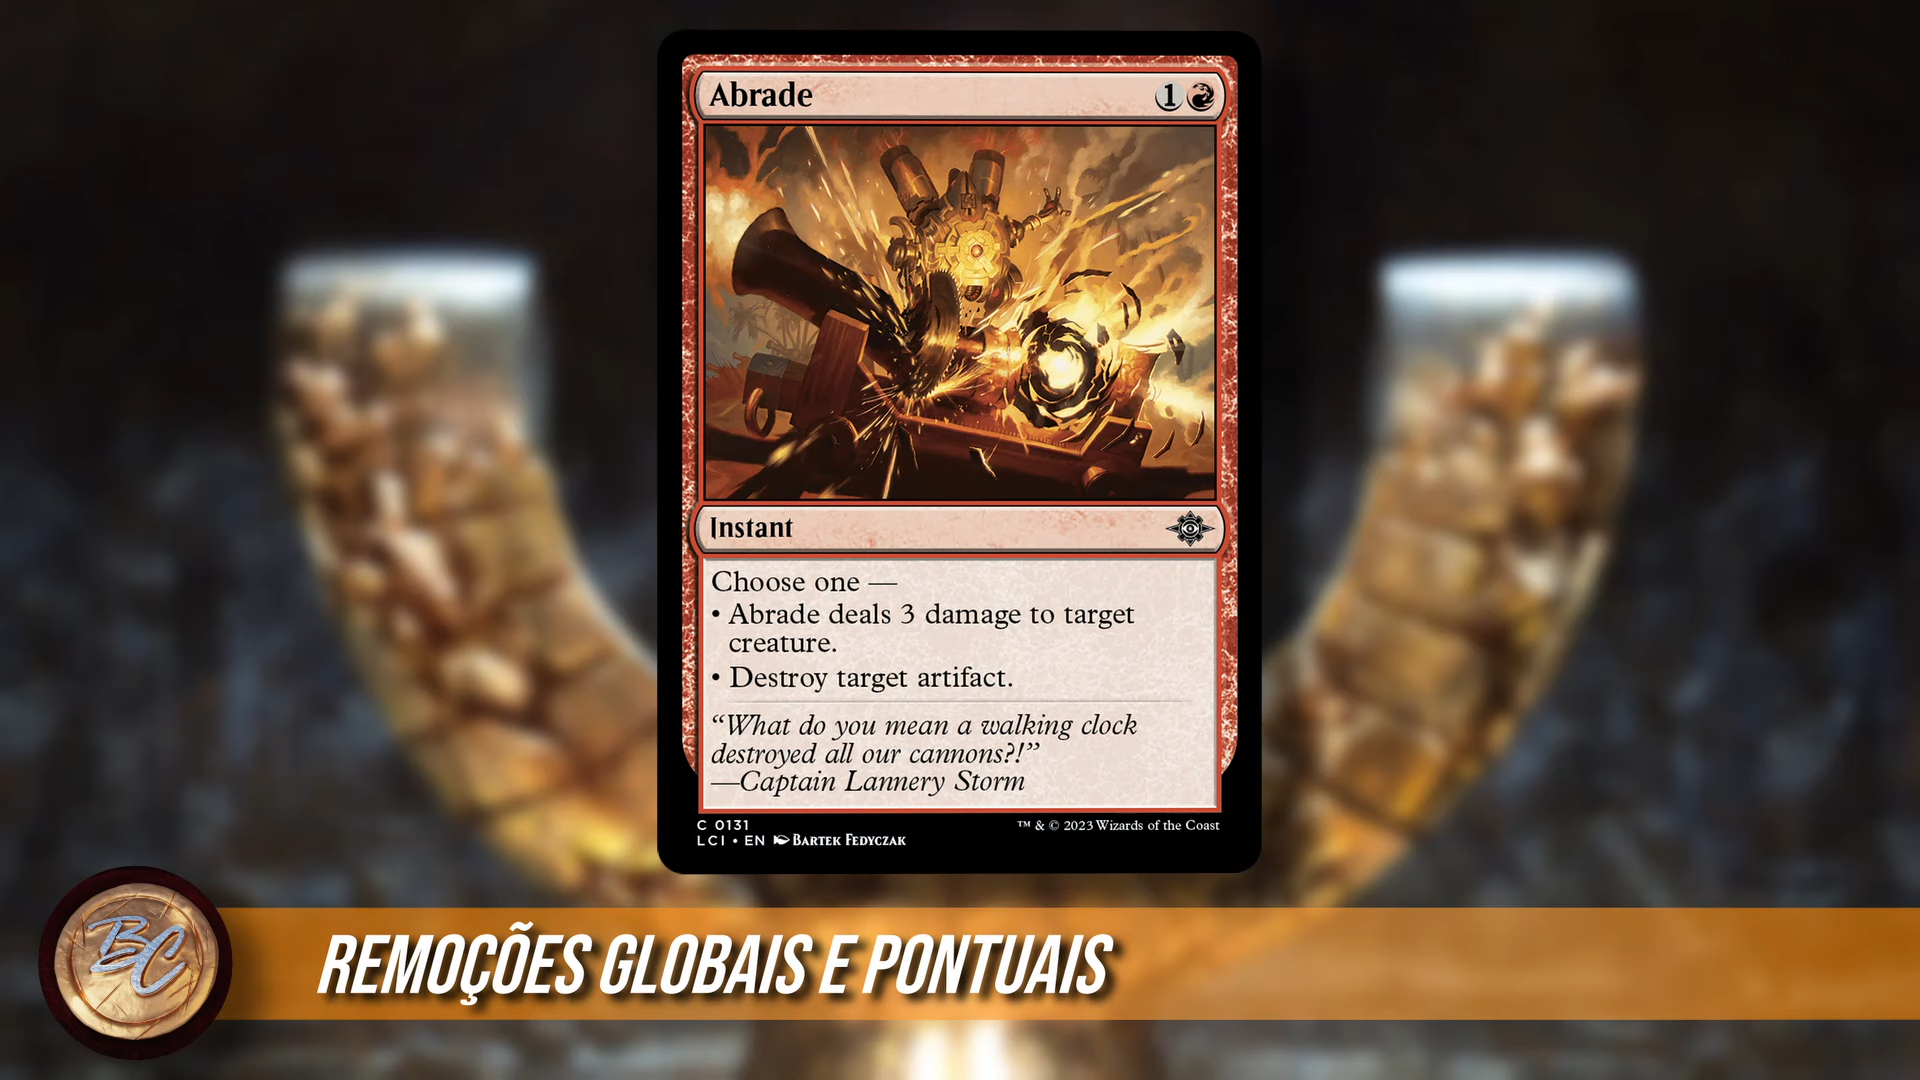 Abrade
1
Instant
Choose one —
• Abrade deals 3 damage to target
creature.
• Destroy target artifact.
“What do you mean a walking clock
destroyed all our cannons?!”
—Captain Lannery Storm
C 0131
LCI • EN Bartek Fedyczak
™ & © 2023 Wizards of the Coast
BC
REMOÇÕES GLOBAIS E PONTUAIS